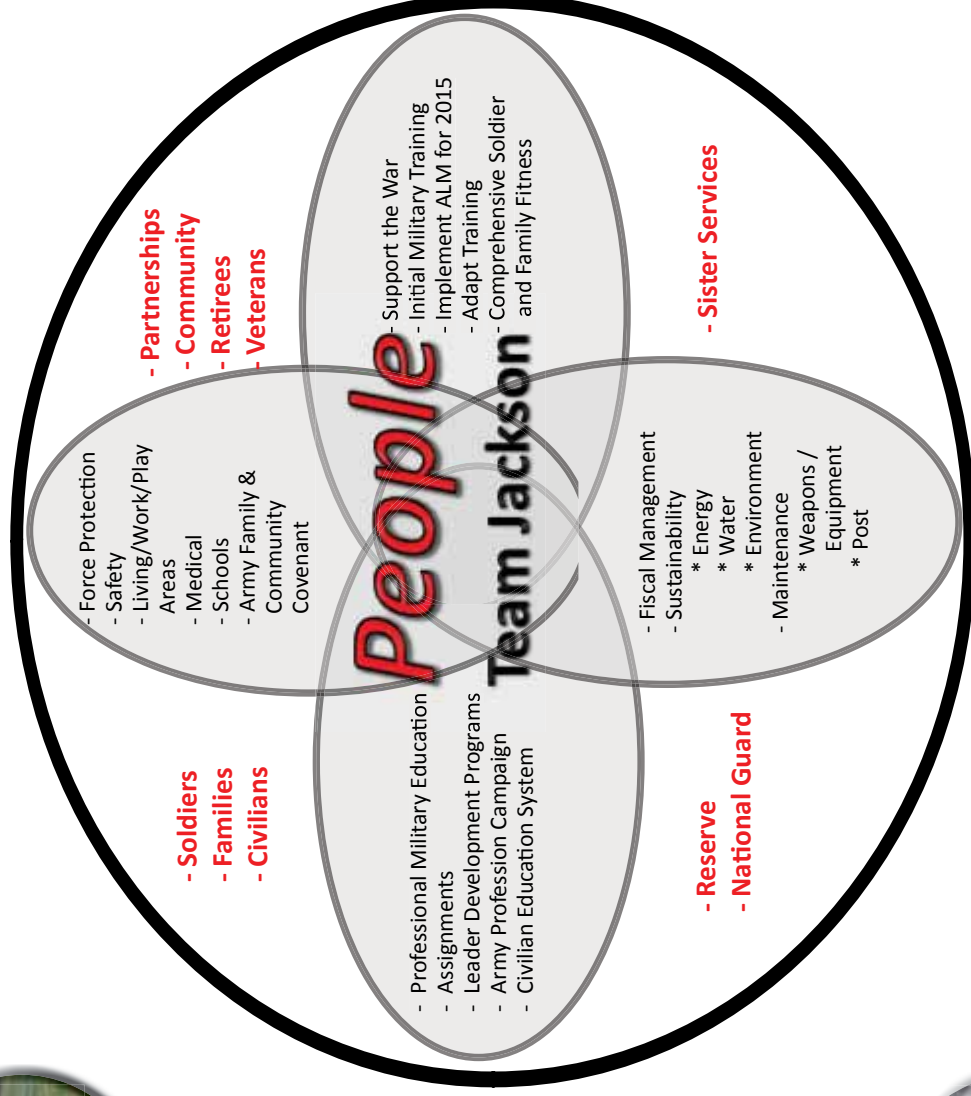 - Soldiers
- Families
- Civilians
- Force Protection
- Safety
- Living/Work/Play
Areas
- Medical
- Schools
- Army Family &
Community
Covenant
- Partnerships
- Community
- Retirees
- Veterans
- Professional Military Education
- Assignments
- Leader Development Programs
- Army Profession Campaign
- Civilian Education System
People
Team Jackson
- Support the War
- Initial Military Training
- Implement ALM for 2015
- Adapt Training
- Comprehensive Soldier
and Family Fitness
- Reserve
- National Guard
- Fiscal Management
- Sustainability
* Energy
* Water
* Environment
- Maintenance
* Weapons /
Equipment
* Post
- Sister Services